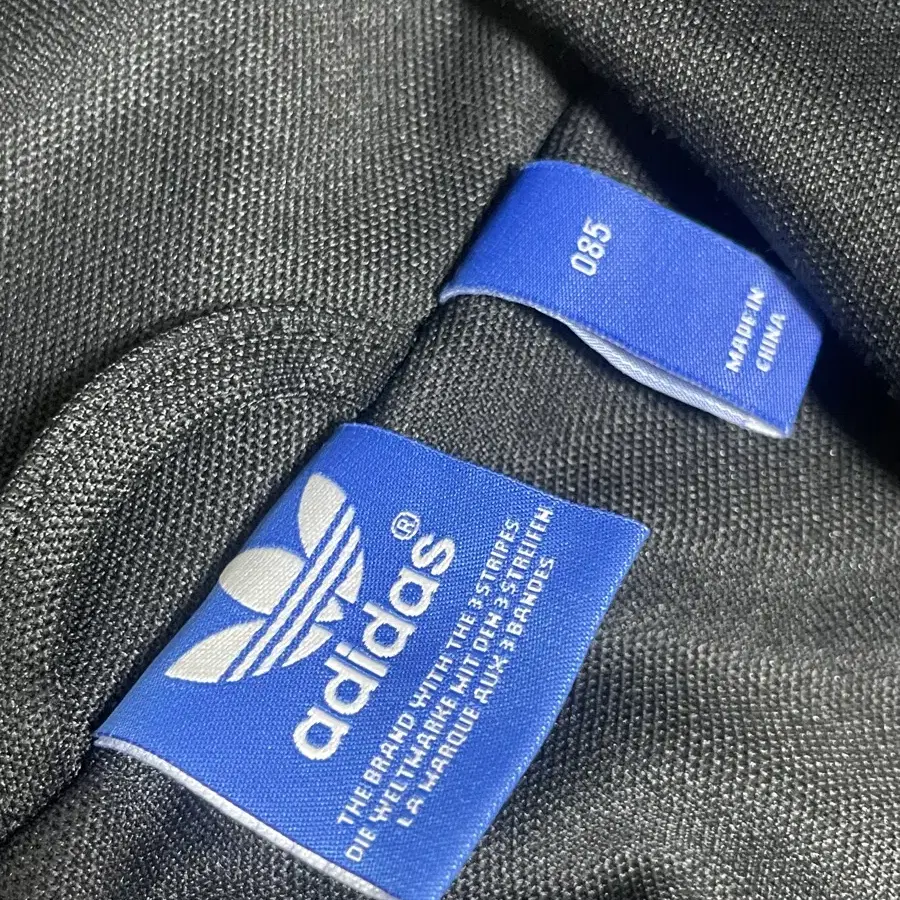 085
MADE IN
CHINA
adidas®
THE BRAND WITH THE 3 STRIPES
DIE WELTMARKE MIT DEN 3 STREIFEN
LA MARQUE AUX 3 BANDES